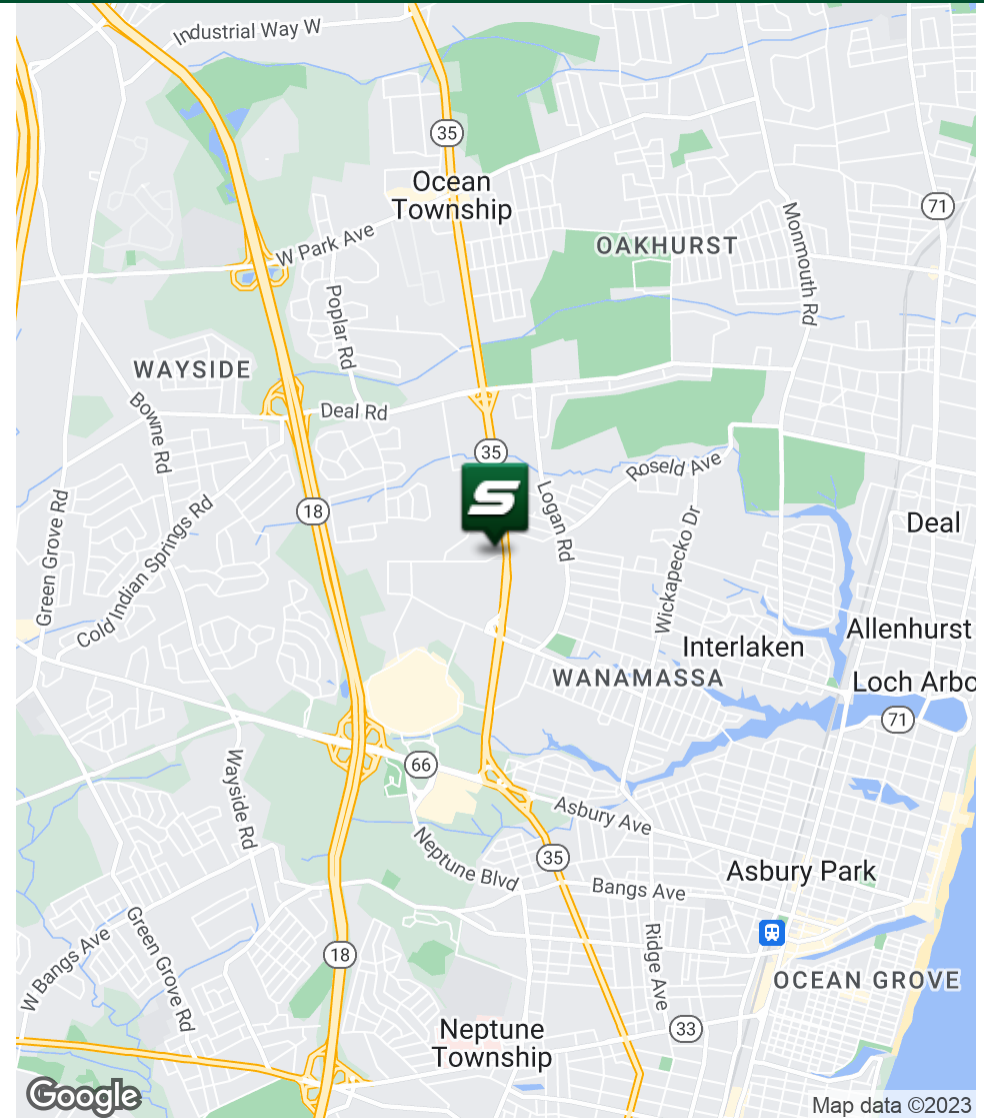 Industrial Way W
35
Ocean
Township
71
OAKHURST
Monmouth Rd
W Park Ave
Poplar Rd
WAYSIDE
Bowne Rd
Deal Rd
35
Roseld Ave
S
Logan Rd
18
Green Grove Rd
Cold Indian Springs Rd
Wickapecko Dr
Deal
Allenhurst
Interlaken
WANAMASSA
Loch Arbo
71
66
Wayside Rd
Asbury Ave
Neptune Blvd
35
Asbury Park
Bangs Ave
Ridge Ave
Green Grove Rd
W Bangs Ave
18
OCEAN GROVE
33
Neptune
Township
Google
Map data ©2023